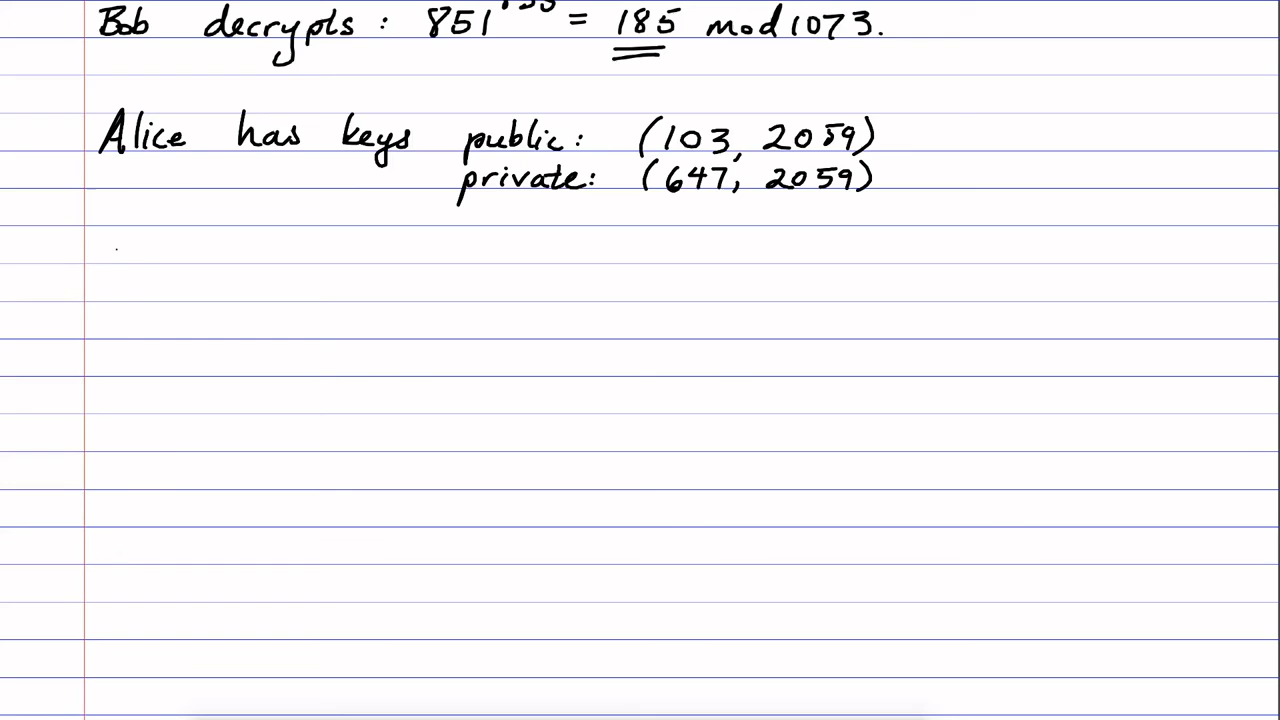 Bob decrypts: 851 = 185 mod 1073.
Alice has keys public: (103, 2059)
private: (647, 2059)